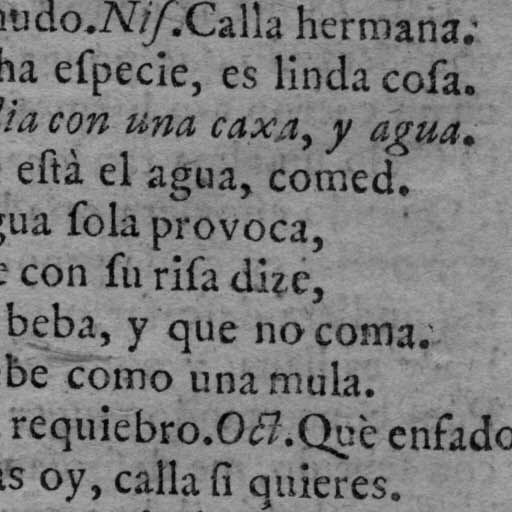 nudo. Niſ. Calla hermana.
ha eſpecie, es linda coſa.
lia con una caxa, y agua.
eſtà el agua, comed.
gua ſola provoca,
e con ſu riſa dize,
beba, y que no coma.
be como una mula.
requiebro. Oct. Què enfado
as oy, calla ſi quieres.